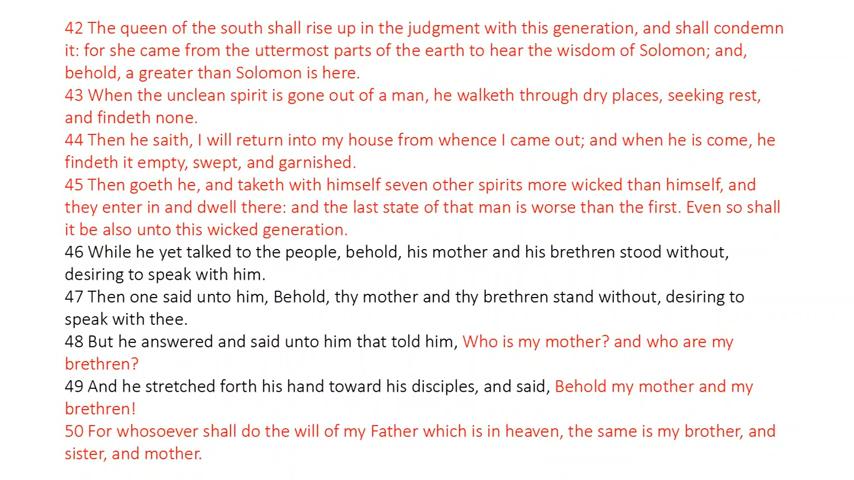 42 The queen of the south shall rise up in the judgment with this generation, and shall condemn
it: for she came from the uttermost parts of the earth to hear the wisdom of Solomon; and,
behold, a greater than Solomon is here.
43 When the unclean spirit is gone out of a man, he walketh through dry places, seeking rest,
and findeth none.
44 Then he saith, I will return into my house from whence I came out; and when he is come, he
findeth it empty, swept, and garnished.
45 Then goeth he, and taketh with himself seven other spirits more wicked than himself, and
they enter in and dwell there: and the last state of that man is worse than the first. Even so shall
it be also unto this wicked generation.
46 While he yet talked to the people, behold, his mother and his brethren stood without,
desiring to speak with him.
47 Then one said unto him, Behold, thy mother and thy brethren stand without, desiring to
speak with thee.
48 But he answered and said unto him that told him, Who is my mother? and who are my
brethren?
49 And he stretched forth his hand toward his disciples, and said, Behold my mother and my
brethren!
50 For whosoever shall do the will of my Father which is in heaven, the same is my brother, and
sister, and mother.